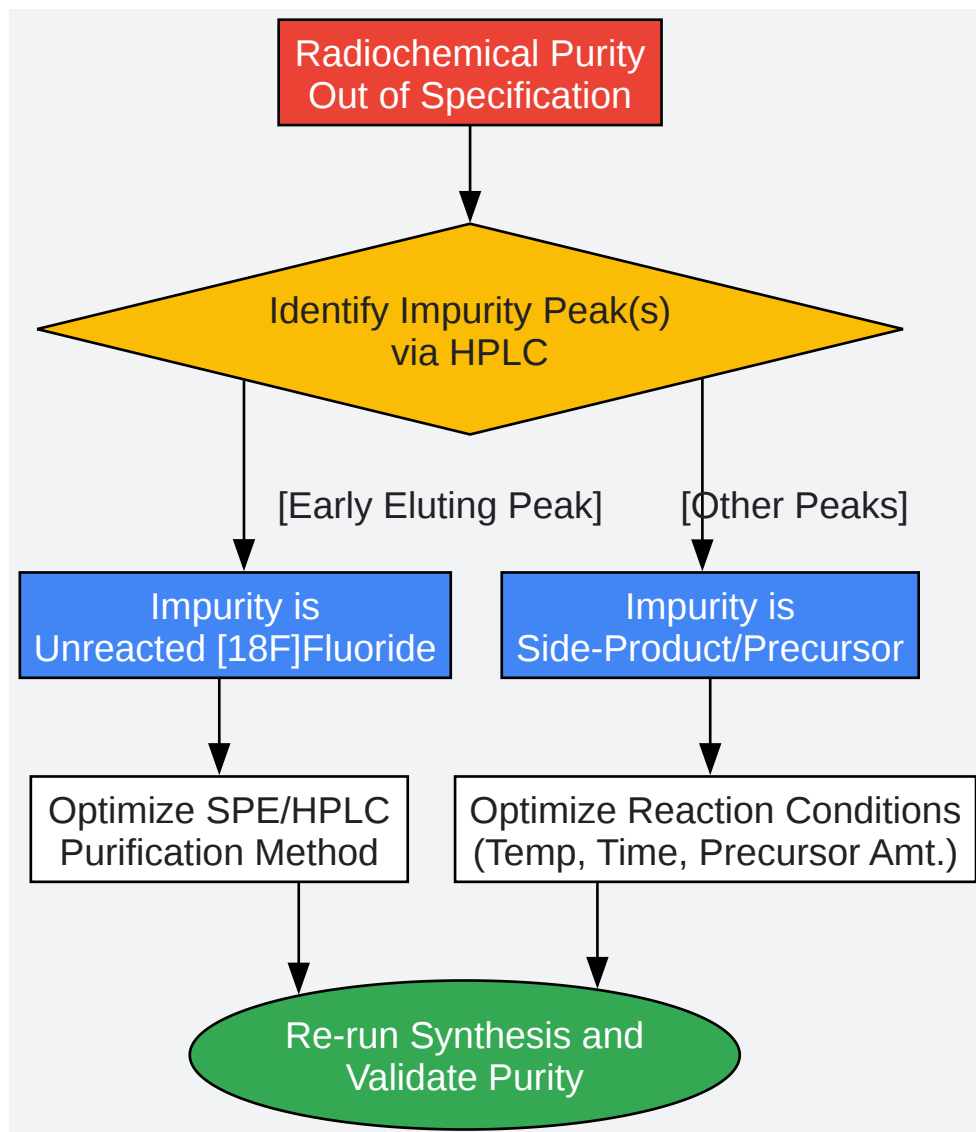 Radiochemical Purity
Out of Specification
Identify Impurity Peak(s)
via HPLC
[Early Eluting Peak]
[Other Peaks]
Impurity is
Unreacted [18F]Fluoride
Impurity is
Side-Product/Precursor
Optimize SPE/HPLC
Purification Method
Optimize Reaction Conditions
(Temp, Time, Precursor Amt.)
Re-run Synthesis and
Validate Purity